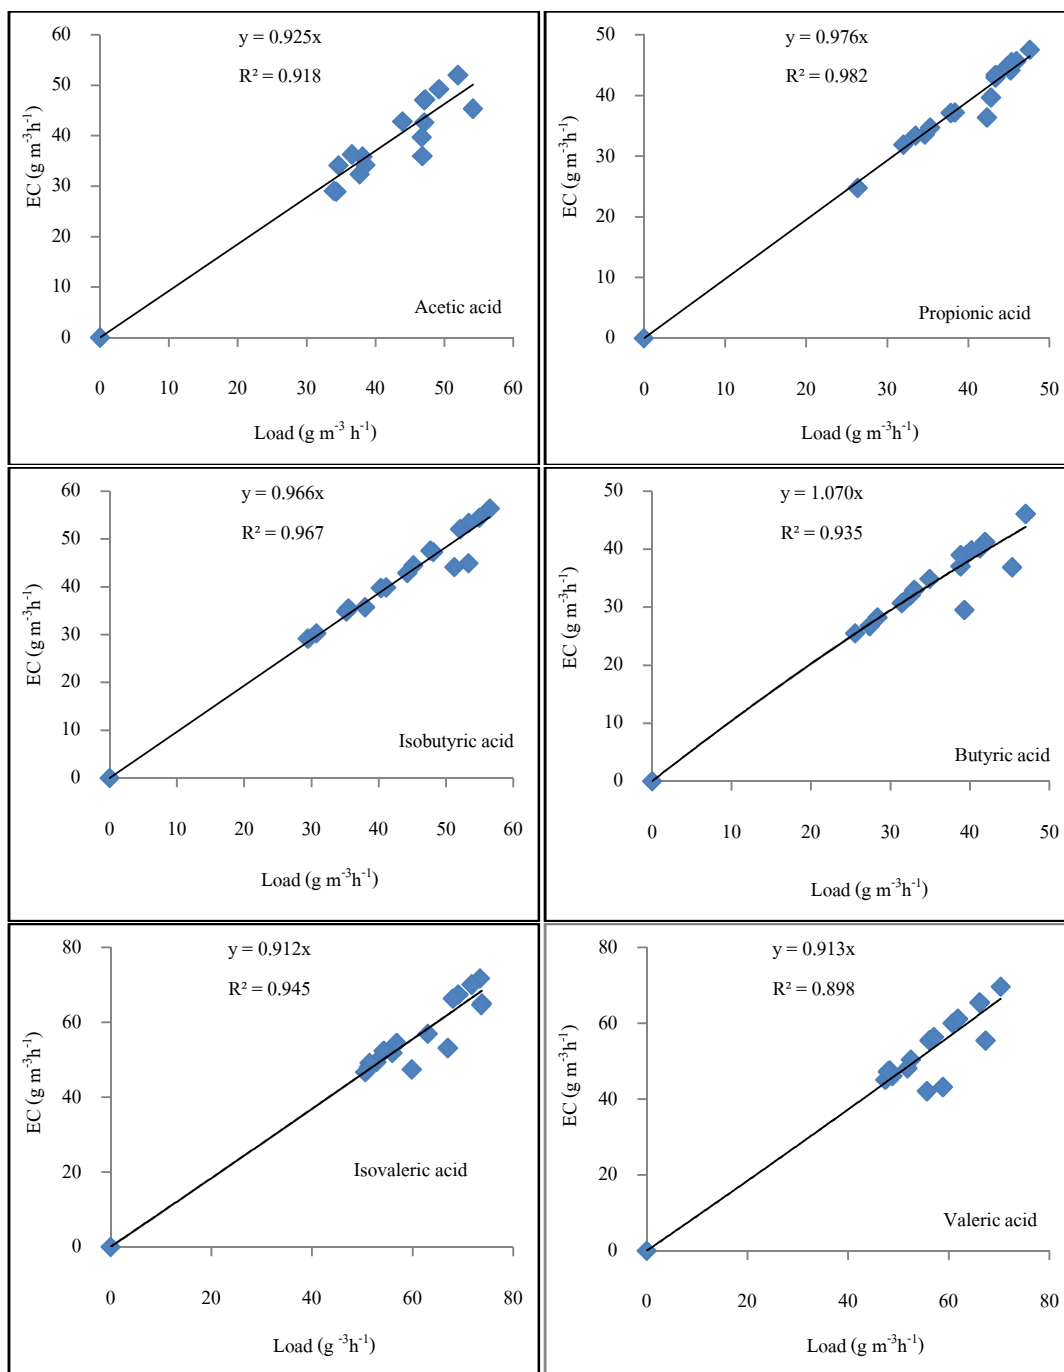 y = 0.925x
R² = 0.918
EC (g m⁻³h⁻¹)
60
50
40
30
20
10
0
Acetic acid
0 10 20 30 40 50 60
Load (g m⁻³ h⁻¹)
y = 0.976x
R² = 0.982
EC (g m⁻³h⁻¹)
50
40
30
20
10
0
Propionic acid
0 10 20 30 40 50
Load (g m⁻³h⁻¹)
y = 0.966x
R² = 0.967
EC (g m⁻³h⁻¹)
60
50
40
30
20
10
0
Isobutyric acid
0 10 20 30 40 50 60
Load (g m⁻³h⁻¹)
y = 1.070x
R² = 0.935
EC (g m⁻³h⁻¹)
50
40
30
20
10
0
Butyric acid
0 10 20 30 40 50
Load (g m⁻³h⁻¹)
y = 0.912x
R² = 0.945
EC (g m⁻³h⁻¹)
80
60
40
20
0
Isovaleric acid
0 20 40 60 80
Load (g ⁻³h⁻¹)
y = 0.913x
R² = 0.898
EC (g m⁻³h⁻¹)
80
60
40
20
0
Valeric acid
0 20 40 60 80
Load (g m⁻³h⁻¹)